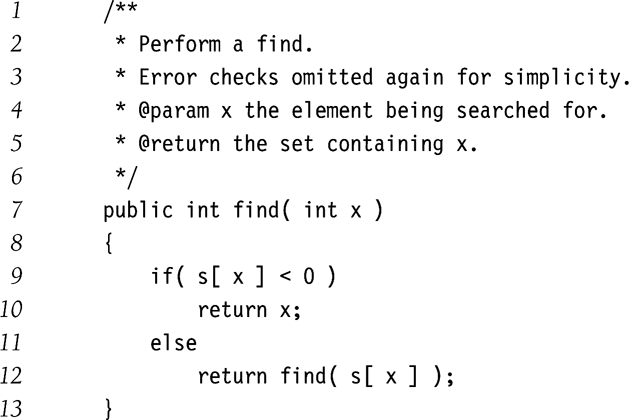 1 /**
2 * Perform a find.
3 * Error checks omitted again for simplicity.
4 * @param x the element being searched for.
5 * @return the set containing x.
6 */
7 public int find( int x )
8 {
9 if( s[ x ] < 0 )
10 return x;
11 else
12 return find( s[ x ] );
13 }